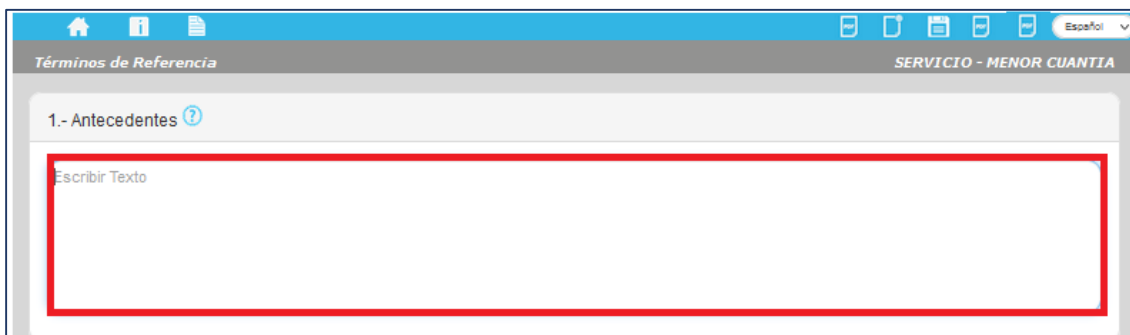 Español
Términos de Referencia
SERVICIO - MENOR CUANTIA
1.- Antecedentes ?
Escribir Texto